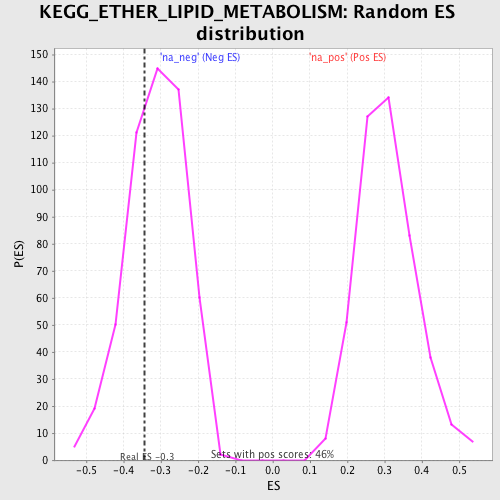 KEGG_ETHER_LIPID_METABOLISM: Random ES
distribution
'na_neg' (Neg ES)
'na_pos' (Pos ES)
P(ES)
150
140
130
120
110
100
90
80
70
60
50
40
30
20
10
0
Real ES -0.3
Sets with pos scores: 46%
-0.5 -0.4 -0.3 -0.2 -0.1 0.0 0.1 0.2 0.3 0.4 0.5
ES